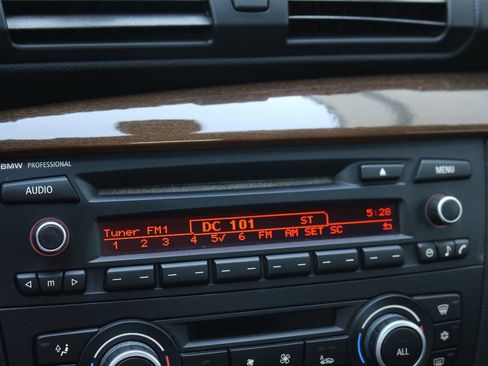 BMW PROFESSIONAL
AUDIO
MENU
Tuner FM1 DC 101 ST 5:28
1 2 3 4 5✓ 6 FM AM SET SC
m
ALL